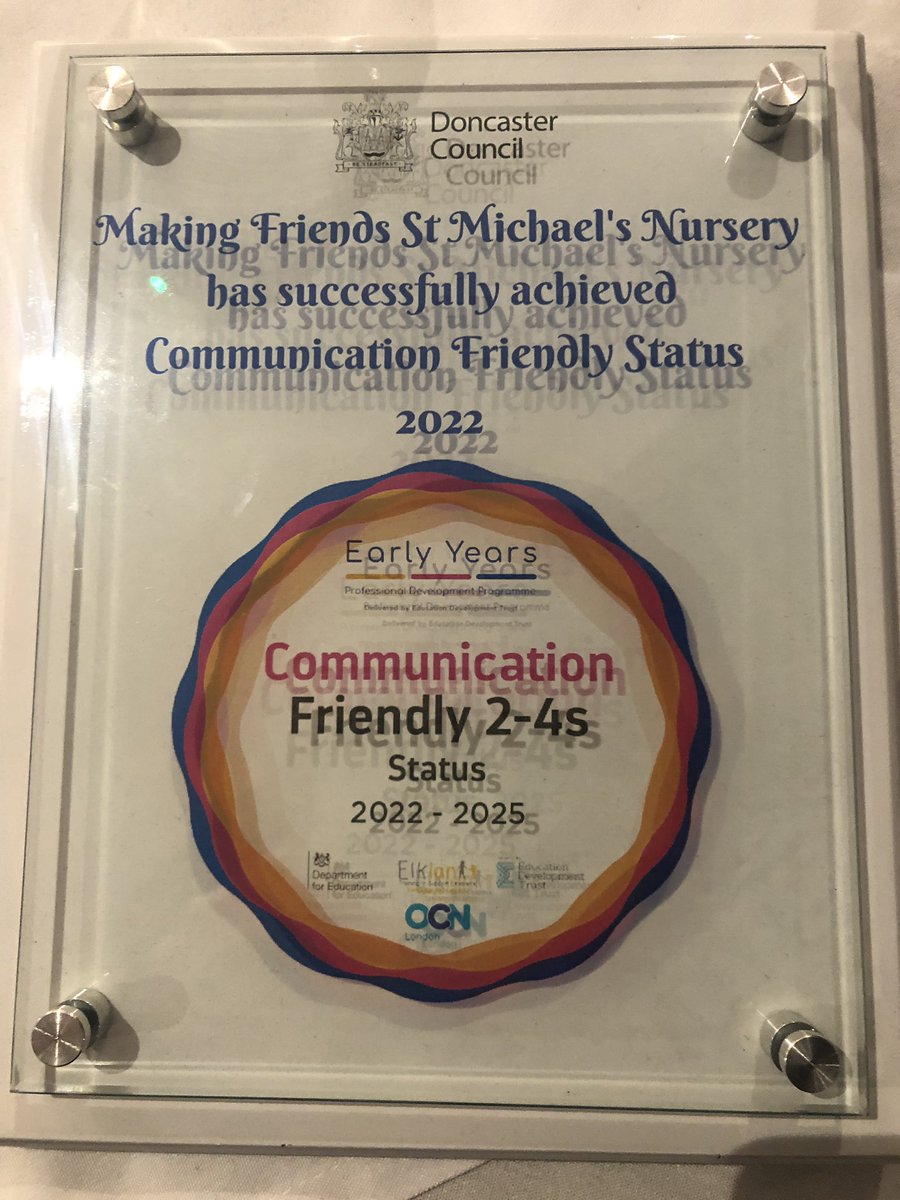 Doncaster
Council
Making Friends St Michael's Nursery
has successfully achieved
Communication Friendly Status
2022
Early Years
Professional Development Programme
Delivered by Education Development Trust
Communication
Friendly 2-4s
Status
2022 - 2025
Department
for Education
Elklan
Education
Development
Trust
OCN
London